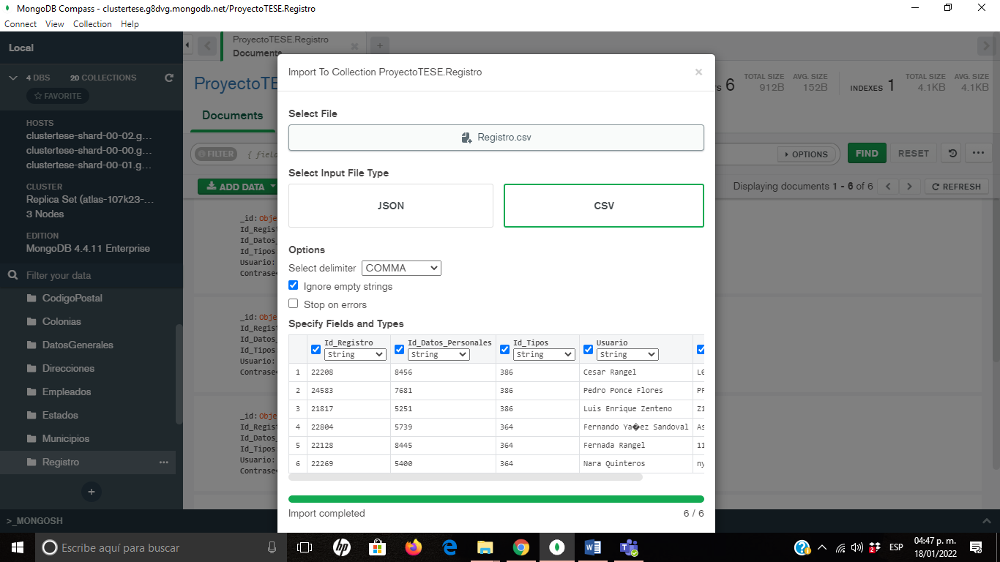 MongoDB Compass - clustertese.g8dvg.mongodb.net/ProyectoTESE.Registro
Connect View Collection Help
Local
4 DBS 20 COLLECTIONS
FAVORITE
HOSTS
clustertese-shard-00-02.g...
clustertese-shard-00-00.g...
clustertese-shard-00-01.g...
CLUSTER
Replica Set (atlas-107k23-...
3 Nodes
EDITION
MongoDB 4.4.11 Enterprise
Filter your data
CodigoPostal
Colonias
DatosGenerales
Direcciones
Empleados
Estados
Municipios
Registro
>_MONGOSH
ProyectoTESE.Registro
Documents
ProyectoTE
6 TOTAL SIZE 912B AVG. SIZE 152B INDEXES 1 TOTAL SIZE 4.1KB AVG. SIZE 4.1KB
Documents
FILTER { field
OPTIONS FIND RESET
ADD DATA
Displaying documents 1 - 6 of 6 REFRESH
_id: Obje
Id_Regist
Id_Datos_
Id_Tipos
Usuario:
Contrase
_id: Obje
Id_Regist
Id_Datos_
Id_Tipos
Usuario:
Contrase
_id: Obje
Id_Regist
Id_Datos_
Id_Tipos
Usuario:
Contrase
Import To Collection ProyectoTESE.Registro
Select File
Registro.csv
Select Input File Type
JSON CSV
Options
Select delimiter COMMA
Ignore empty strings
Stop on errors
Specify Fields and Types
Id_Registro Id_Datos_Personales Id_Tipos Usuario
String String String String
1 22208 8456 386 Cesar Rangel L0
2 24583 7681 386 Pedro Ponce Flores PF
3 21817 5251 386 Luis Enrique Zenteno Z1
4 22804 5739 364 Fernando Ya�ez Sandoval As
5 22128 8445 364 Fernada Rangel 11
6 22269 5400 364 Nara Quinteros ny
Import completed 6 / 6
Escribe aquí para buscar
hp
ESP
04:47 p. m.
18/01/2022